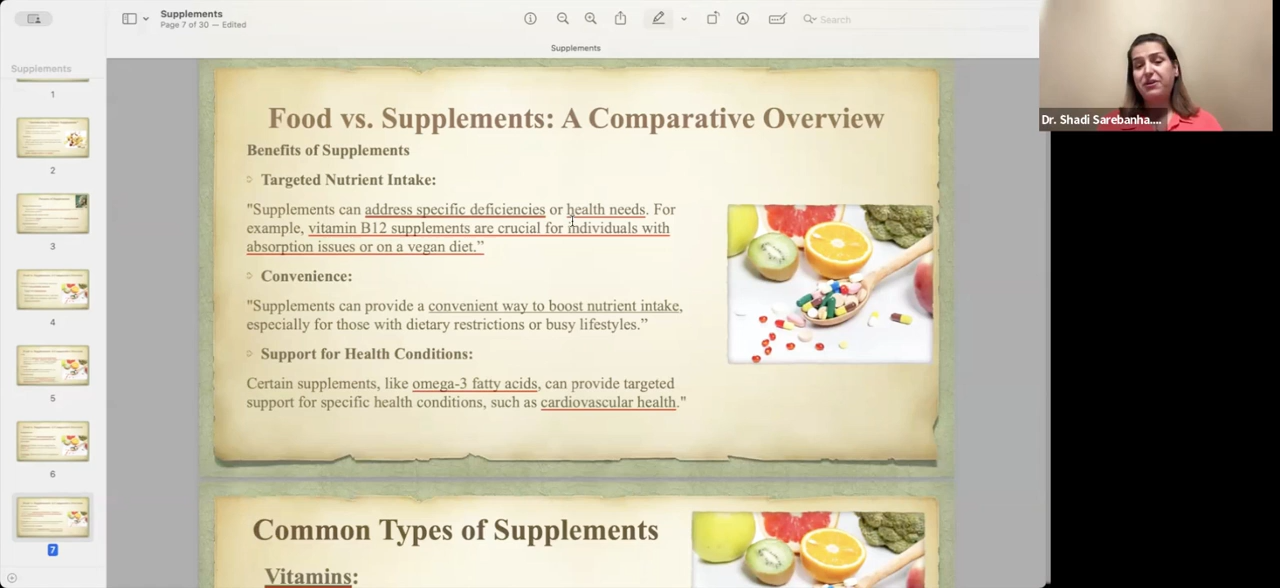 Supplements
Page 7 of 30 — Edited
Search
Supplements
Supplements
1
2
3
4
5
6
7
Food vs. Supplements: A Comparative Overview
Benefits of Supplements
Targeted Nutrient Intake:
"Supplements can address specific deficiencies or health needs. For
example, vitamin B12 supplements are crucial for individuals with
absorption issues or on a vegan diet.”
Convenience:
"Supplements can provide a convenient way to boost nutrient intake,
especially for those with dietary restrictions or busy lifestyles.”
Support for Health Conditions:
Certain supplements, like omega-3 fatty acids, can provide targeted
support for specific health conditions, such as cardiovascular health."
Common Types of Supplements
Vitamins:
Dr. Shadi Sarebanha....